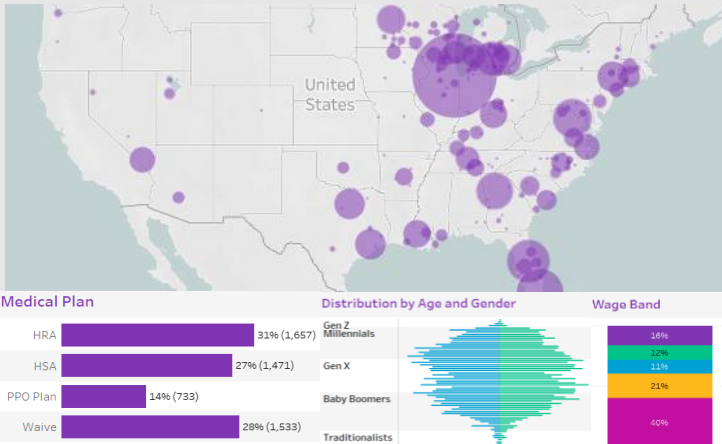 United
States
Medical Plan
HRA
31% (1,657)
HSA
27% (1,471)
PPO Plan
14% (733)
Waive
28% (1,533)
Distribution by Age and Gender
Gen Z
Millennials
Gen X
Baby Boomers
Traditionalists
Wage Band
16%
12%
11%
21%
40%